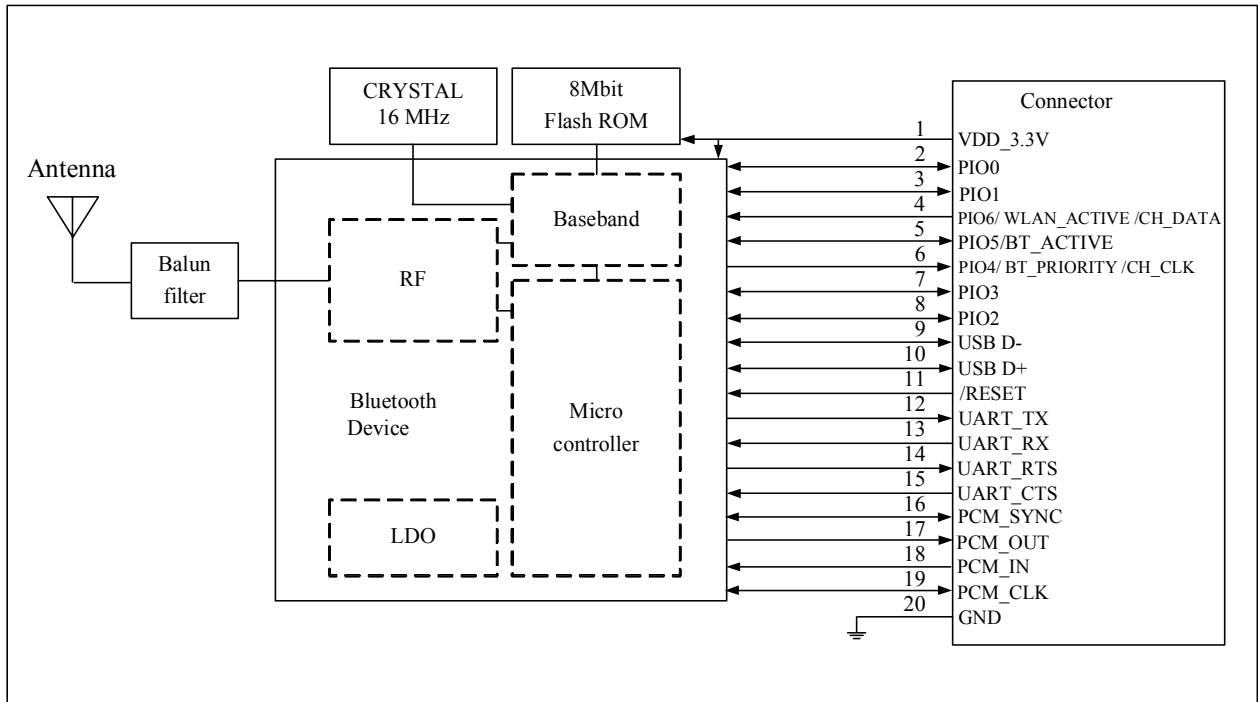 CRYSTAL
16 MHz
8Mbit
Flash ROM
Antenna
Balun
filter
RF
Baseband
Bluetooth
Device
Micro
controller
LDO
Connector
1 VDD_3.3V
2 PIO0
3 PIO1
4 PIO6/ WLAN_ACTIVE /CH_DATA
5 PIO5/BT_ACTIVE
6 PIO4/ BT_PRIORITY /CH_CLK
7 PIO3
8 PIO2
9 USB D-
10 USB D+
11 /RESET
12 UART_TX
13 UART_RX
14 UART_RTS
15 UART_CTS
16 PCM_SYNC
17 PCM_OUT
18 PCM_IN
19 PCM_CLK
20 GND